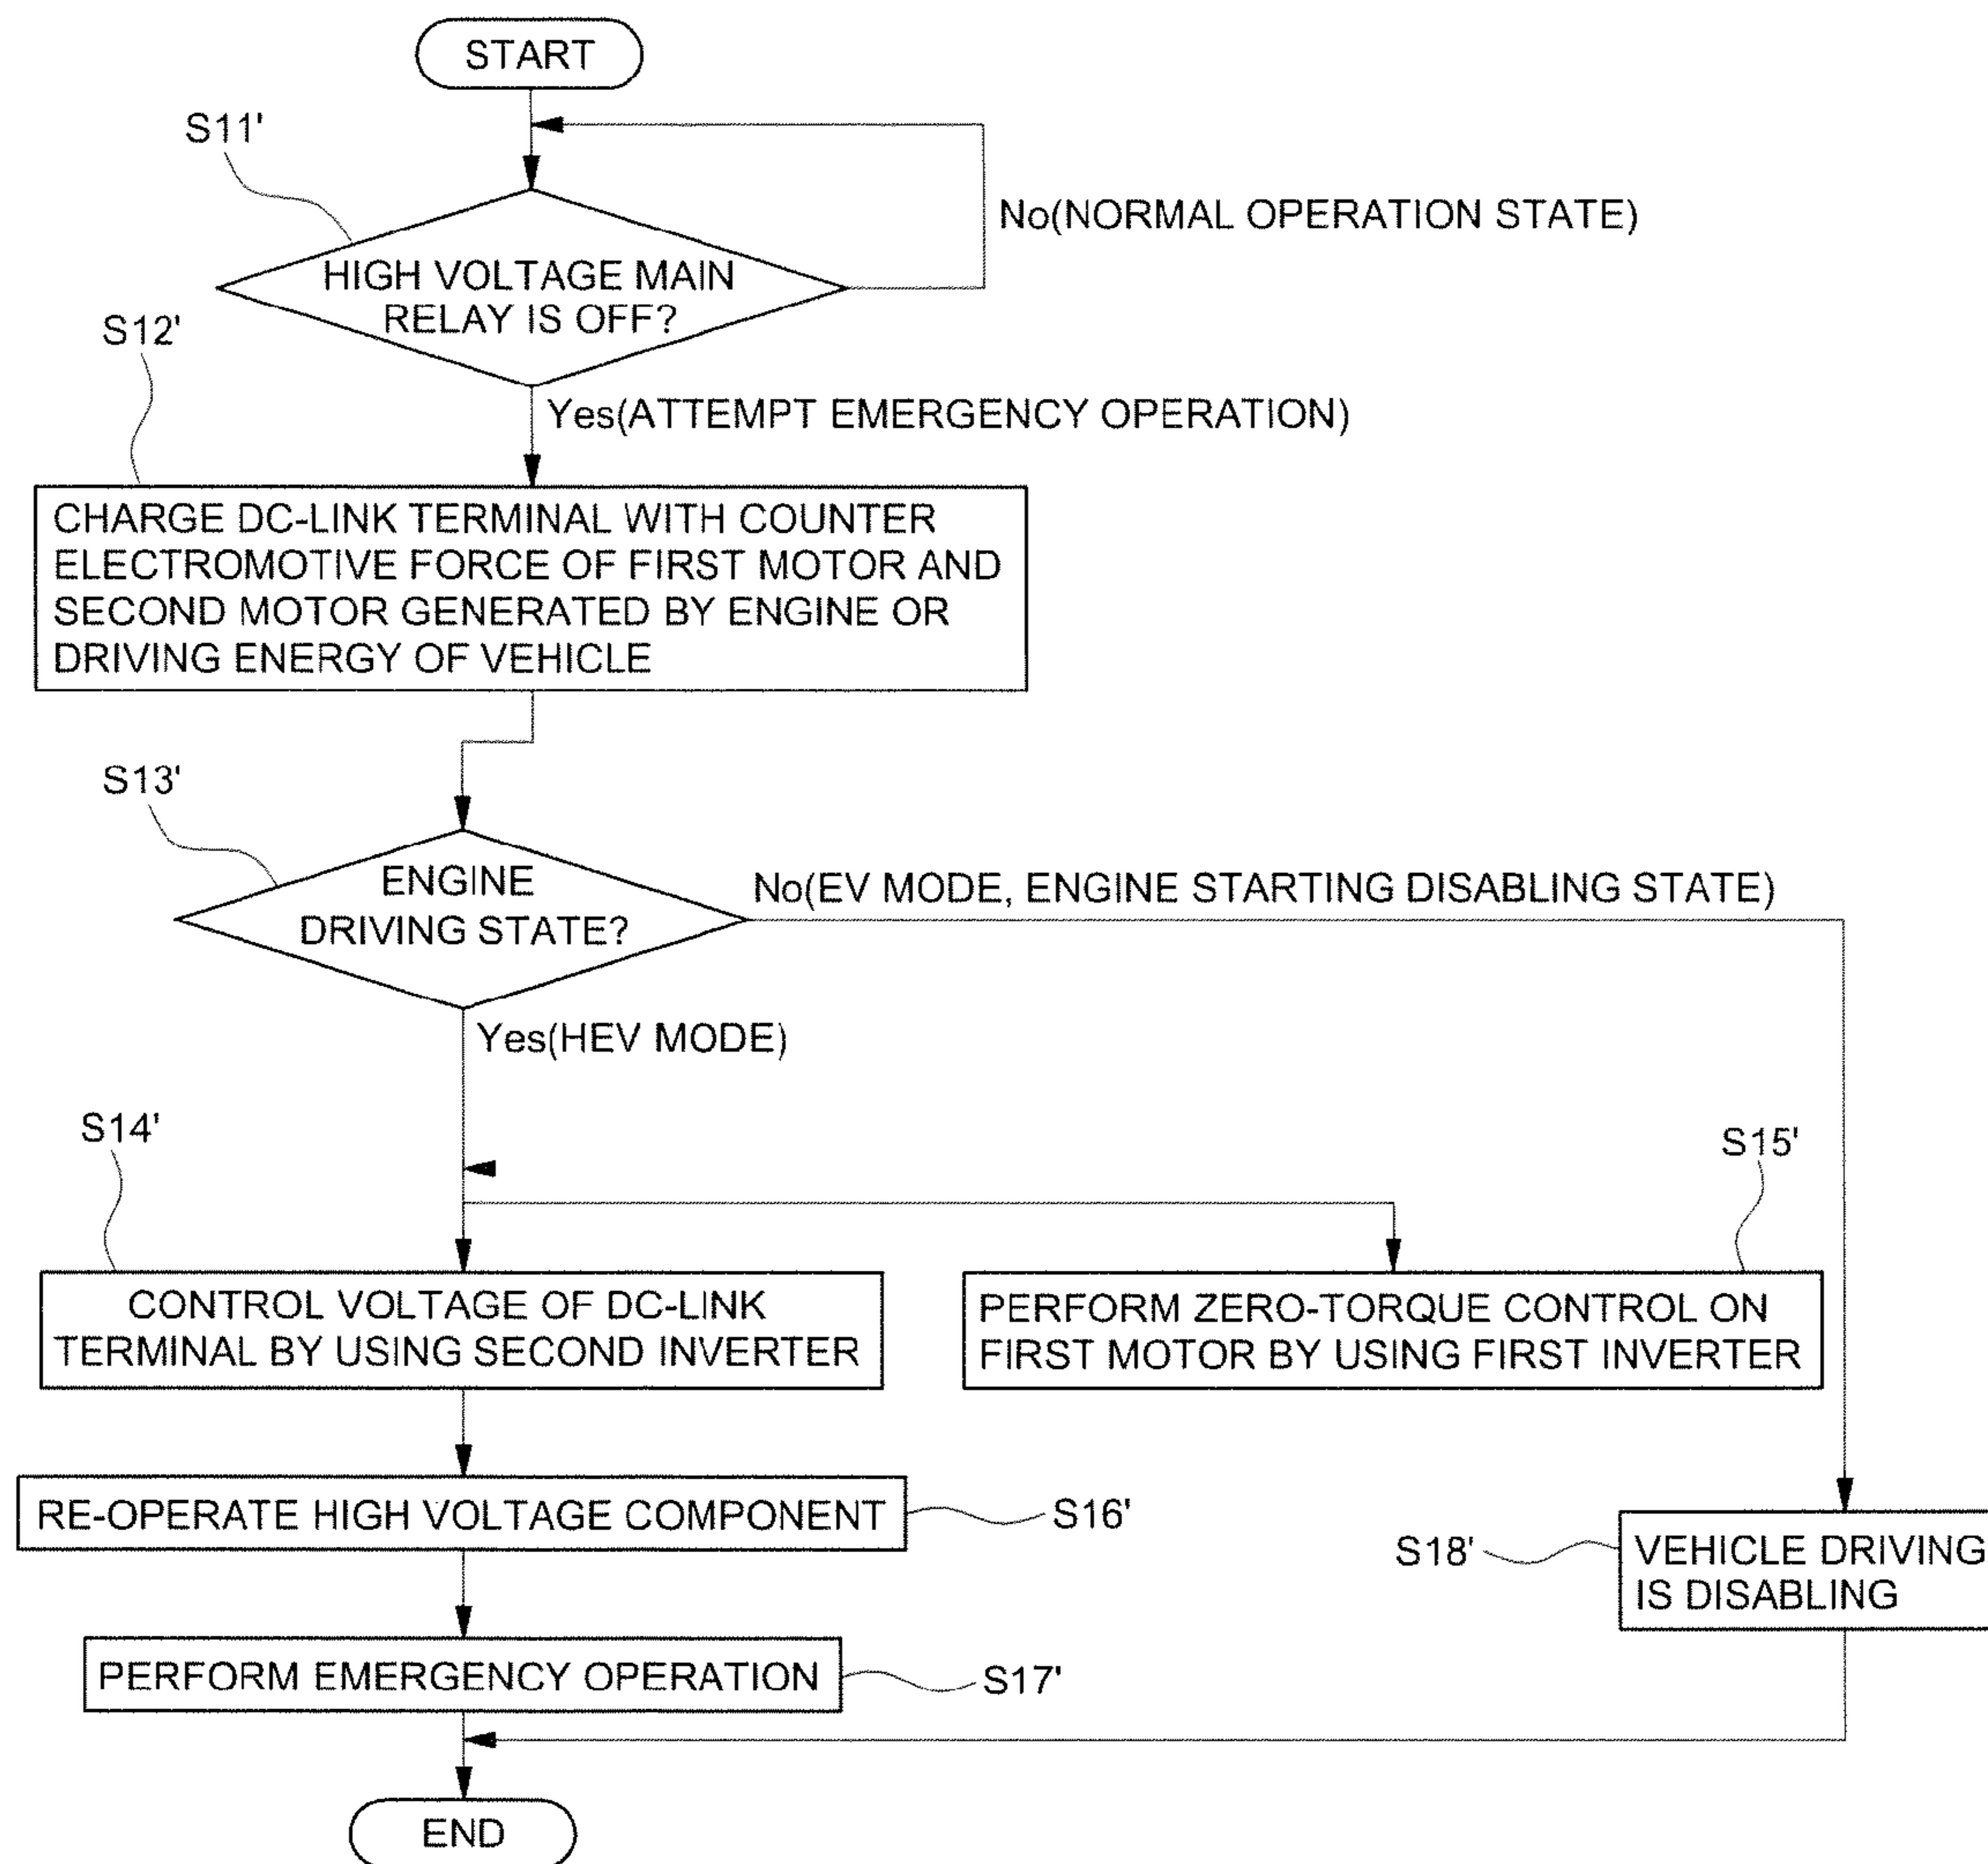 START
S11'
No(NORMAL OPERATION STATE)
HIGH VOLTAGE MAIN
RELAY IS OFF?
S12'
Yes(ATTEMPT EMERGENCY OPERATION)
CHARGE DC-LINK TERMINAL WITH COUNTER
ELECTROMOTIVE FORCE OF FIRST MOTOR AND
SECOND MOTOR GENERATED BY ENGINE OR
DRIVING ENERGY OF VEHICLE
S13'
ENGINE
DRIVING STATE?
No(EV MODE, ENGINE STARTING DISABLING STATE)
Yes(HEV MODE)
S14'
S15'
CONTROL VOLTAGE OF DC-LINK
TERMINAL BY USING SECOND INVERTER
PERFORM ZERO-TORQUE CONTROL ON
FIRST MOTOR BY USING FIRST INVERTER
RE-OPERATE HIGH VOLTAGE COMPONENT
S16'
S18'
VEHICLE DRIVING
IS DISABLING
PERFORM EMERGENCY OPERATION
S17'
END